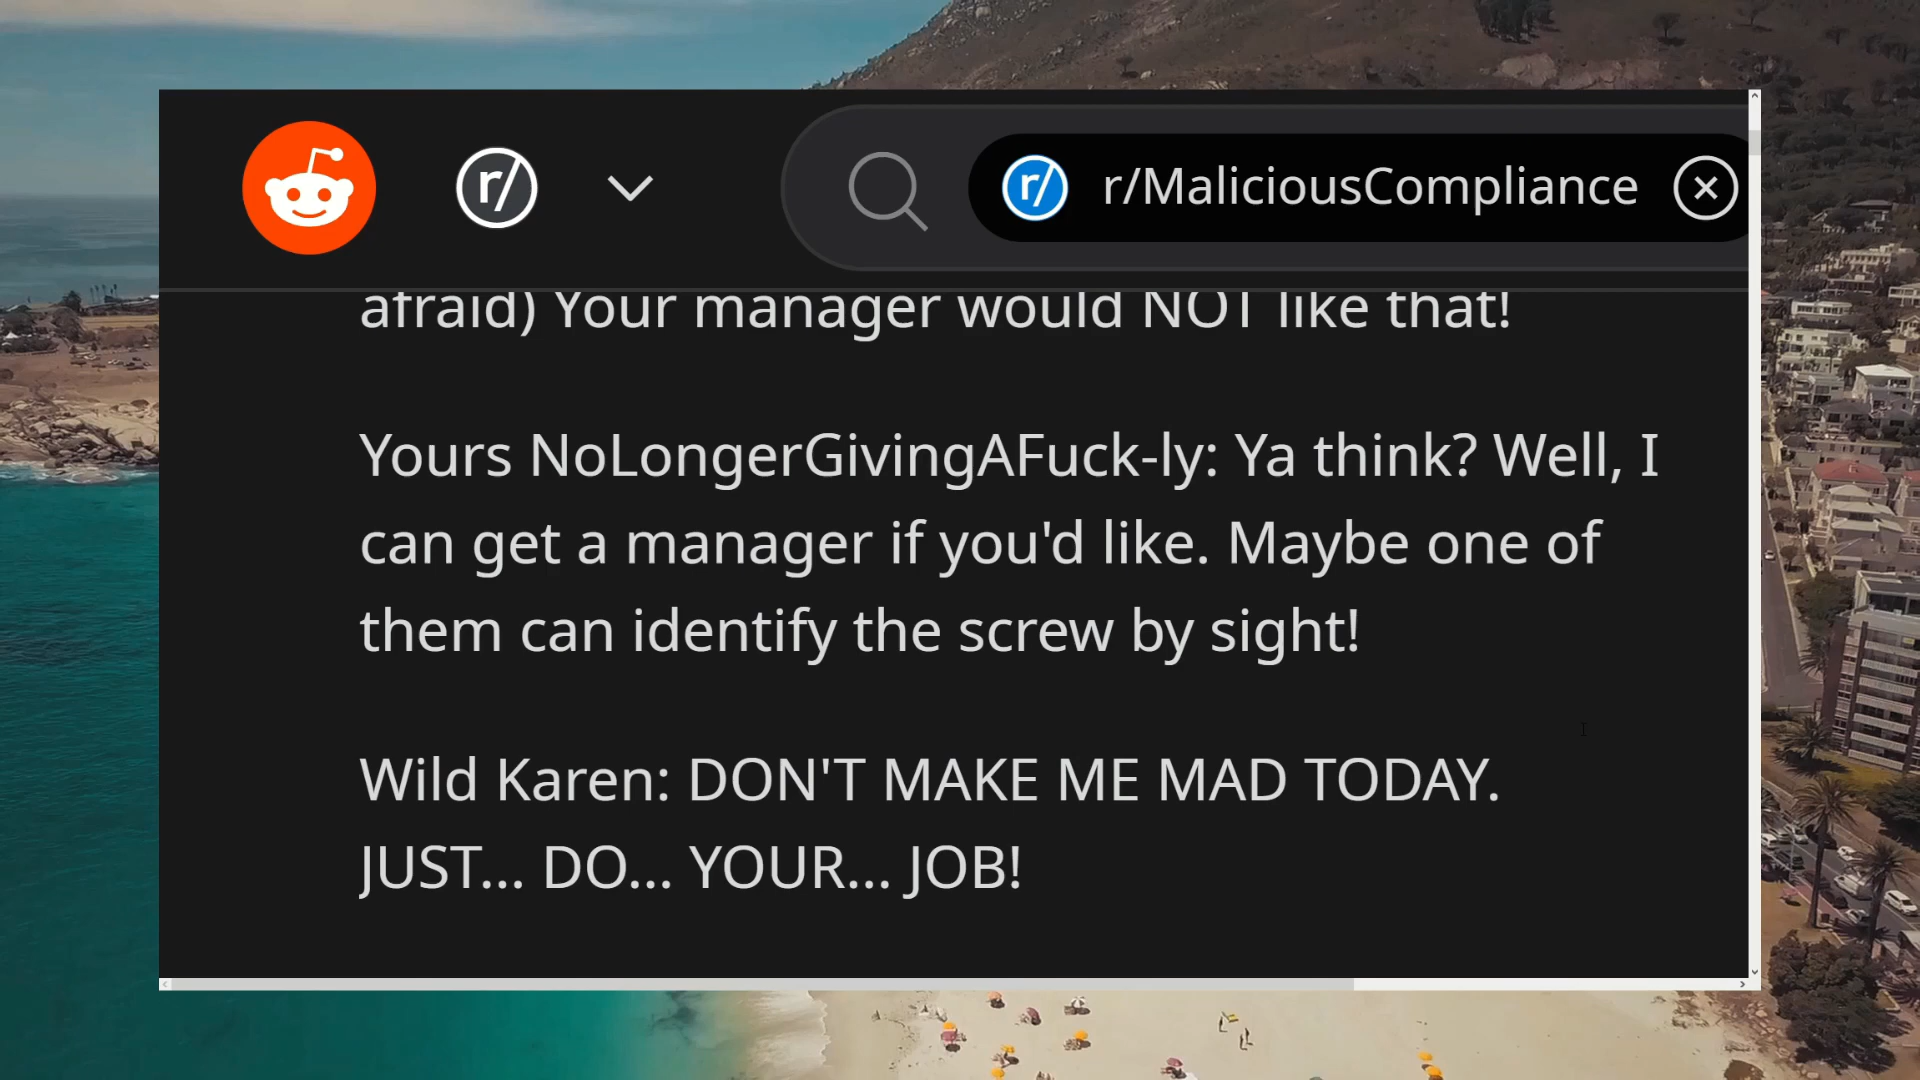 r/
r/
r/MaliciousCompliance
afraid) Your manager would NOT like that!
Yours NoLongerGivingAFuck-ly: Ya think? Well, I
can get a manager if you'd like. Maybe one of
them can identify the screw by sight!
Wild Karen: DON'T MAKE ME MAD TODAY.
JUST... DO... YOUR... JOB!